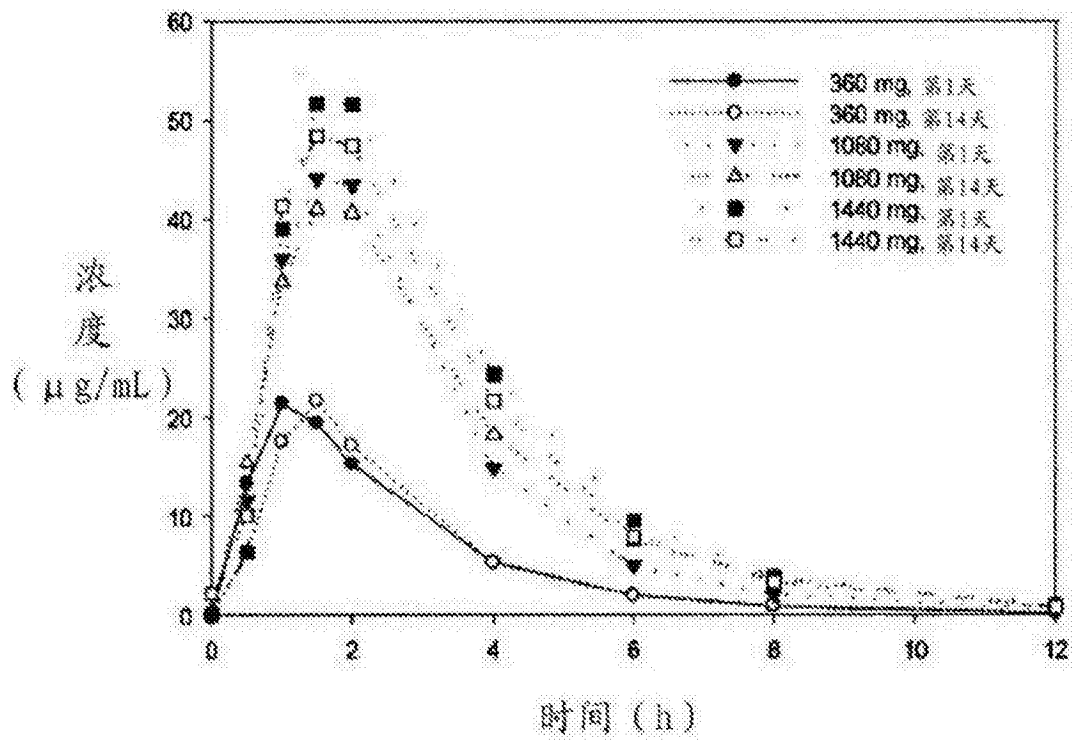 60
50
40
30
20
10
0
浓
度
(μg/mL)
360 mg, 第1天
360 mg, 第14天
1080 mg, 第1天
1080 mg, 第14天
1440 mg, 第1天
1440 mg, 第14天
0 2 4 6 8 10 12
时间(h)